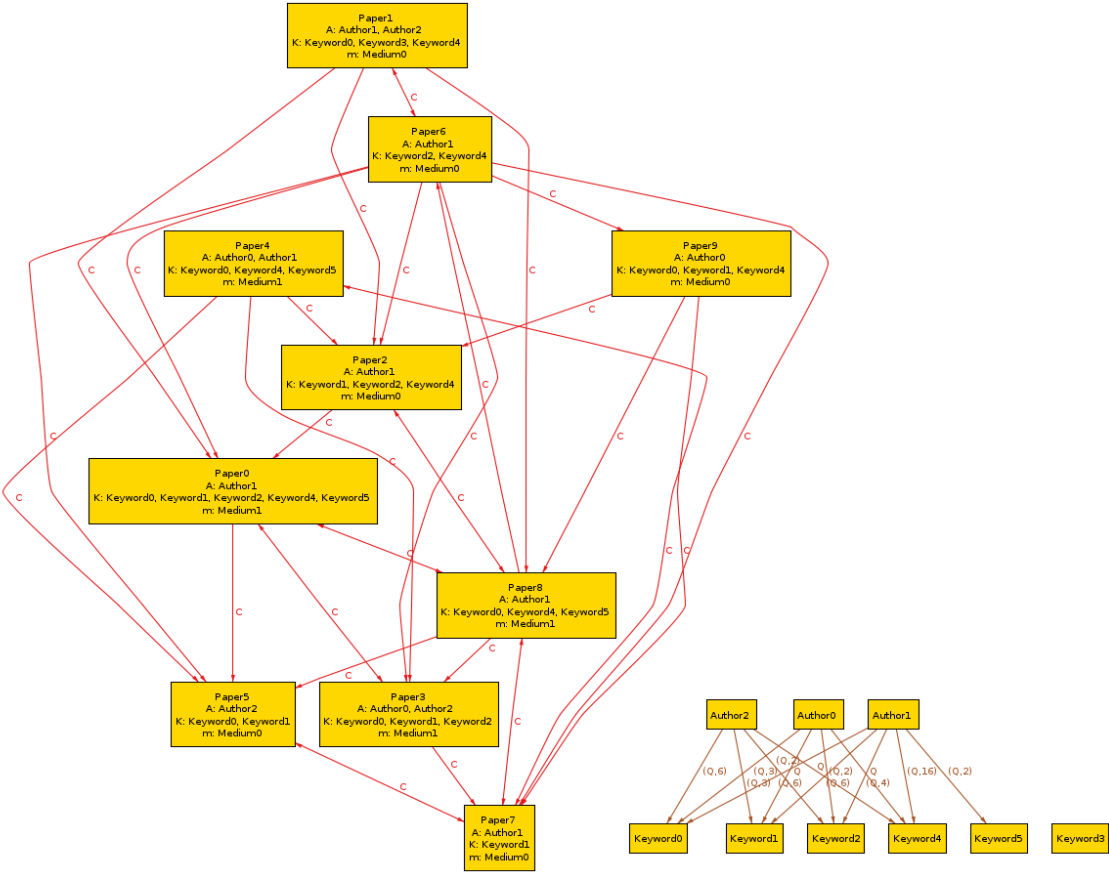 Paper1
A: Author1, Author2
K: Keyword0, Keyword3, Keyword4
m: Medium0
C
Paper6
A: Author1
K: Keyword2, Keyword4
m: Medium0
C
C
Paper4
A: Author0, Author1
K: Keyword0, Keyword4, Keyword5
m: Medium1
Paper9
A: Author0
K: Keyword0, Keyword1, Keyword4
m: Medium0
C
C
C
C
C
C
Paper2
A: Author1
K: Keyword1, Keyword2, Keyword4
m: Medium0
C
C
C
C
C
C
C
Paper0
A: Author1
K: Keyword0, Keyword1, Keyword2, Keyword4, Keyword5
m: Medium1
C
C
C
C
C
C
Paper8
A: Author1
K: Keyword0, Keyword4, Keyword5
m: Medium1
C
C
C
C
Paper5
A: Author2
K: Keyword0, Keyword1
m: Medium0
Paper3
A: Author0, Author2
K: Keyword0, Keyword1, Keyword2
m: Medium1
C
C
C
Paper7
A: Author1
K: Keyword1
m: Medium0
Author2
Author0
Author1
(Q,2)
(Q,6)
(Q,3)
Q
Q
(Q,2)
Q
(Q,16)
(Q,2)
(Q,3)
(Q,6)
(Q,6)
(Q,4)
Keyword0
Keyword1
Keyword2
Keyword4
Keyword5
Keyword3